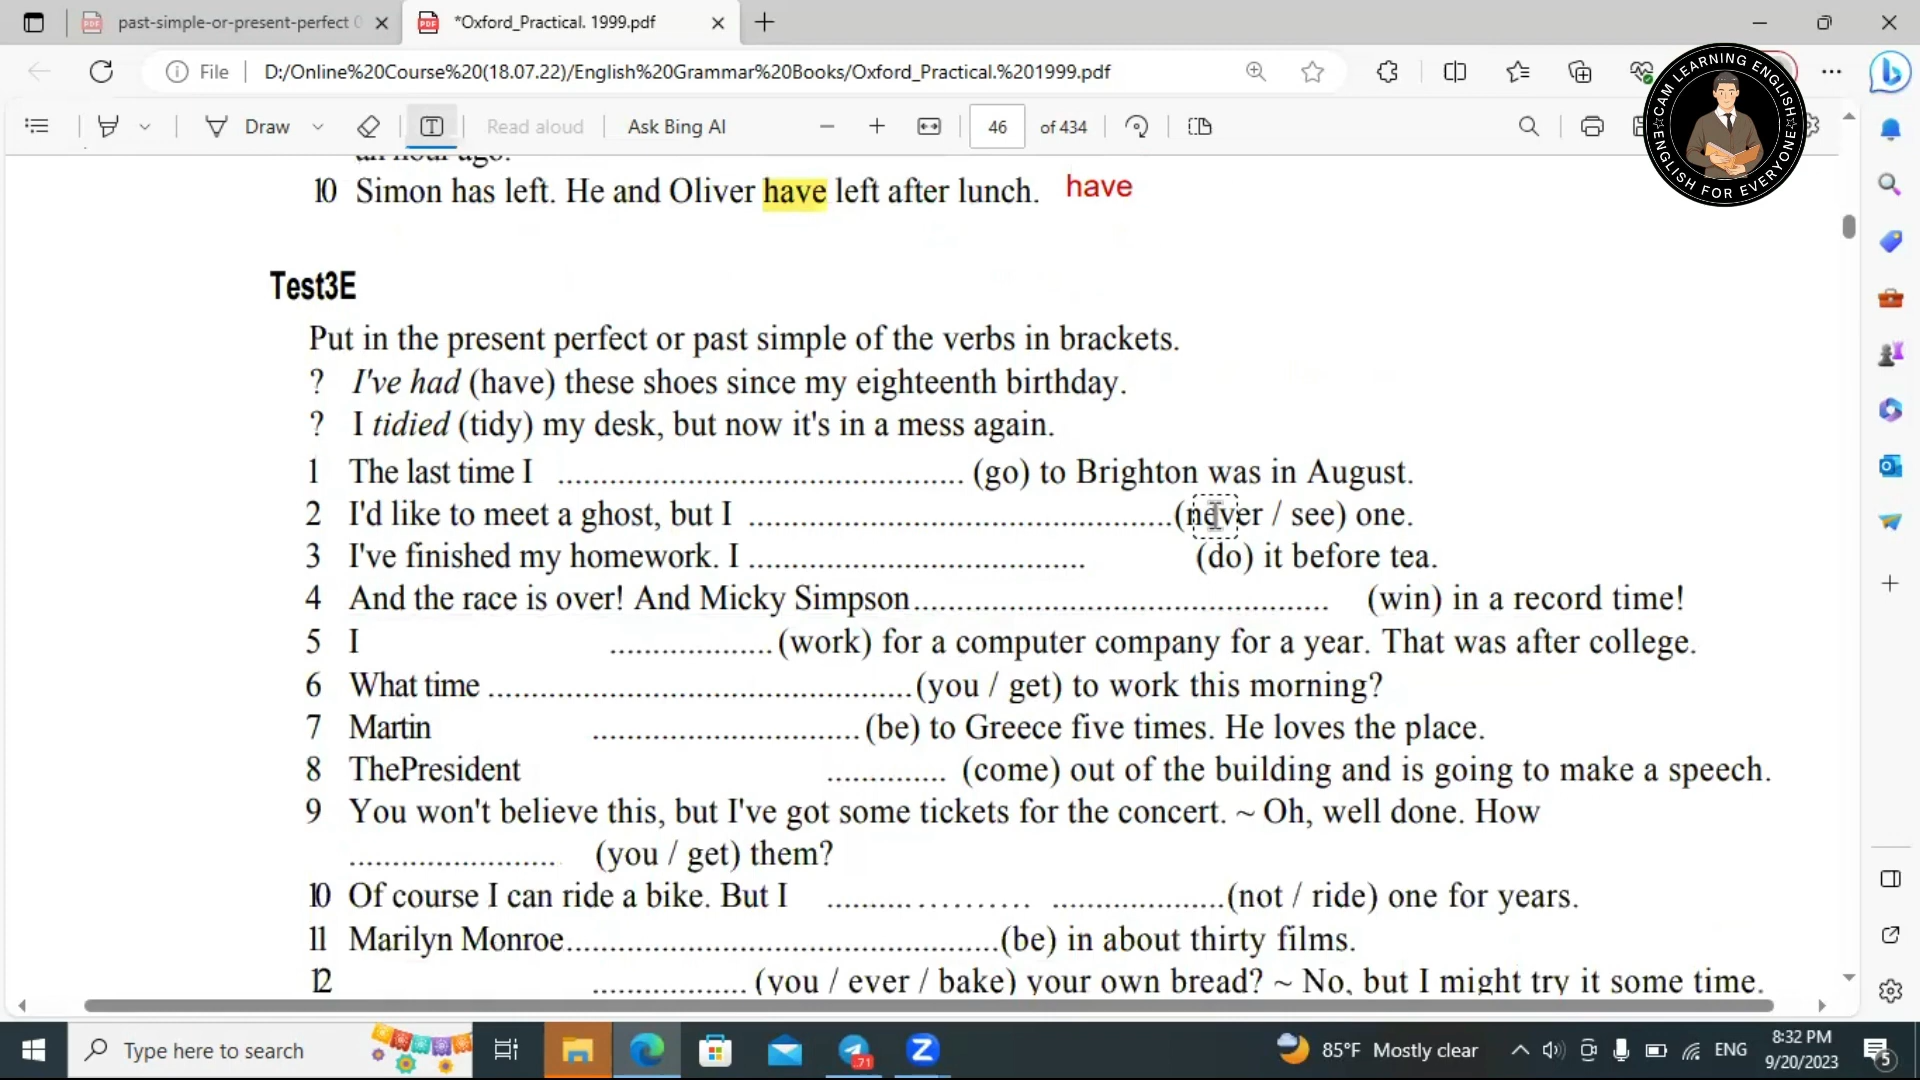 past-simple-or-present-perfect
*Oxford_Practical. 1999.pdf
File
D:/Online%20Course%20(18.07.22)/English%20Grammar%20Books/Oxford_Practical.%201999.pdf
Draw
Read aloud
Ask Bing AI
46
of 434
CAM LEARNING ENGLISH
ENGLISH FOR EVERYONE
an hour ago.
10 Simon has left. He and Oliver have left after lunch. have
Test3E
Put in the present perfect or past simple of the verbs in brackets.
? I've had (have) these shoes since my eighteenth birthday.
? I tidied (tidy) my desk, but now it's in a mess again.
1 The last time I ........................................ (go) to Brighton was in August.
2 I'd like to meet a ghost, but I ..........................................(never / see) one.
3 I've finished my homework. I ................................. (do) it before tea.
4 And the race is over! And Micky Simpson......................................... (win) in a record time!
5 I ................(work) for a computer company for a year. That was after college.
6 What time ..........................................(you / get) to work this morning?
7 Martin ..........................(be) to Greece five times. He loves the place.
8 ThePresident ............ (come) out of the building and is going to make a speech.
9 You won't believe this, but I've got some tickets for the concert. ~ Oh, well done. How
..................... (you / get) them?
10 Of course I can ride a bike. But I .................... .................(not / ride) one for years.
11 Marilyn Monroe...........................................(be) in about thirty films.
12 ............... (you / ever / bake) your own bread? ~ No, but I might try it some time.
Type here to search
71
85°F Mostly clear
ENG
8:32 PM
9/20/2023
5